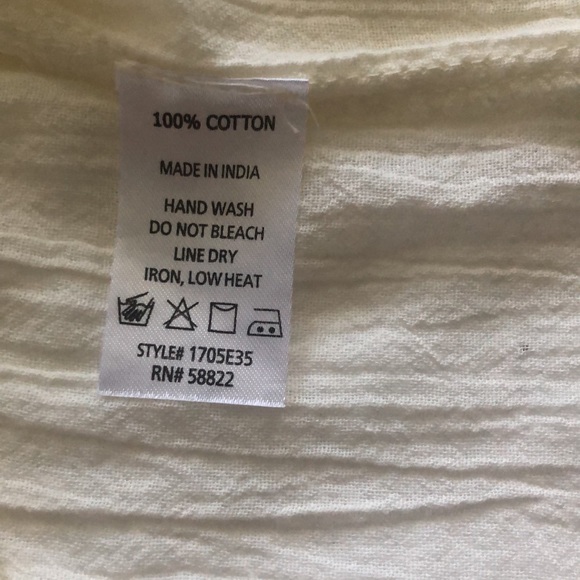 100% COTTON
MADE IN INDIA
HAND WASH
DO NOT BLEACH
LINE DRY
IRON, LOW HEAT
STYLE# 1705E35
RN# 58822